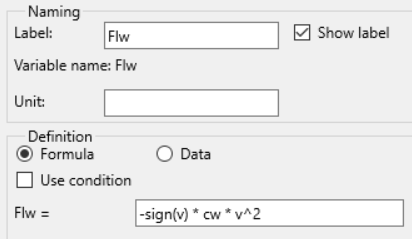 Naming
Label: Flw Show label
Variable name: Flw
Unit:
Definition
Formula Data
Use condition
Flw = -sign(v) * cw * v^2